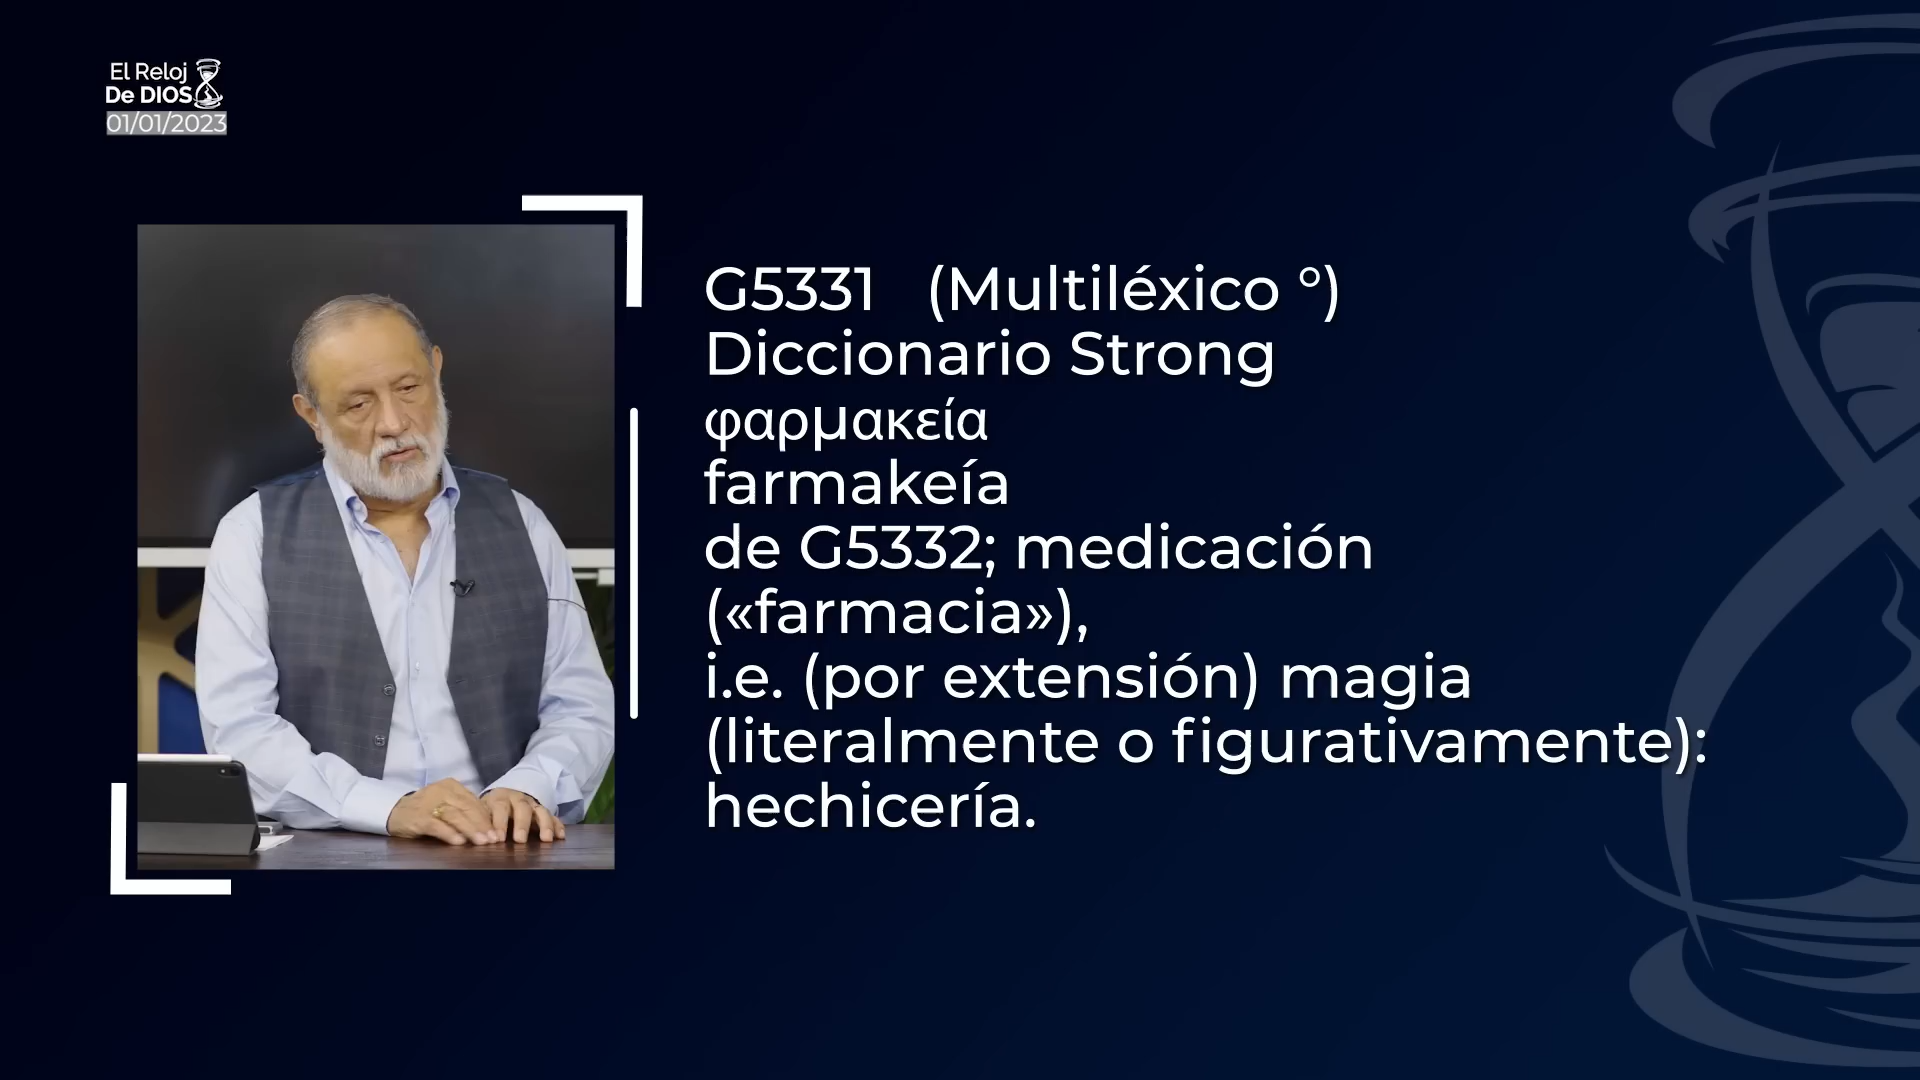 El Reloj
De DIOS
01/01/2023
G5331 (Multiléxico °)
Diccionario Strong
φαρμακεία
farmakeía
de G5332; medicación
(«farmacia»),
i.e. (por extensión) magia
(literalmente o figurativamente):
hechicería.